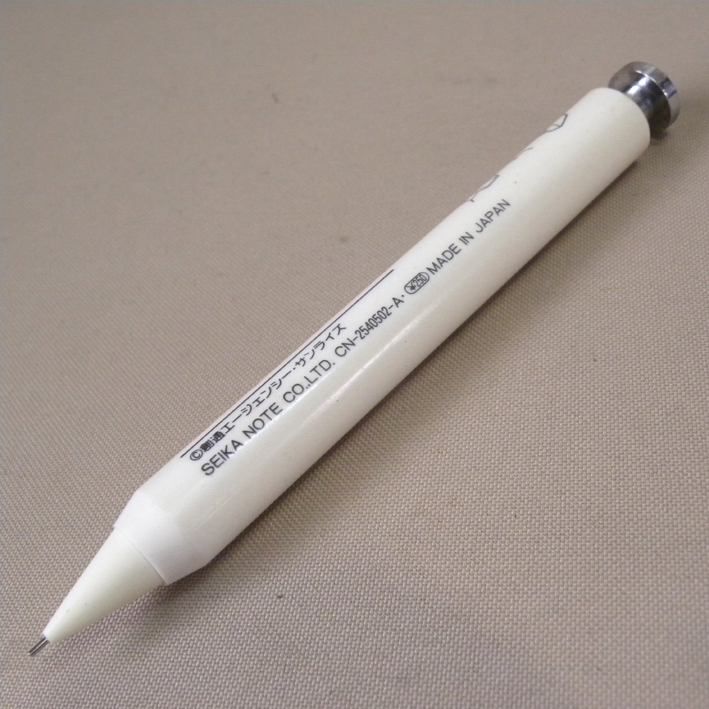 ©創通エージェンシー・サンライズ
SEIKA NOTE CO.,LTD. CN-2540502-A・¥250 MADE IN JAPAN